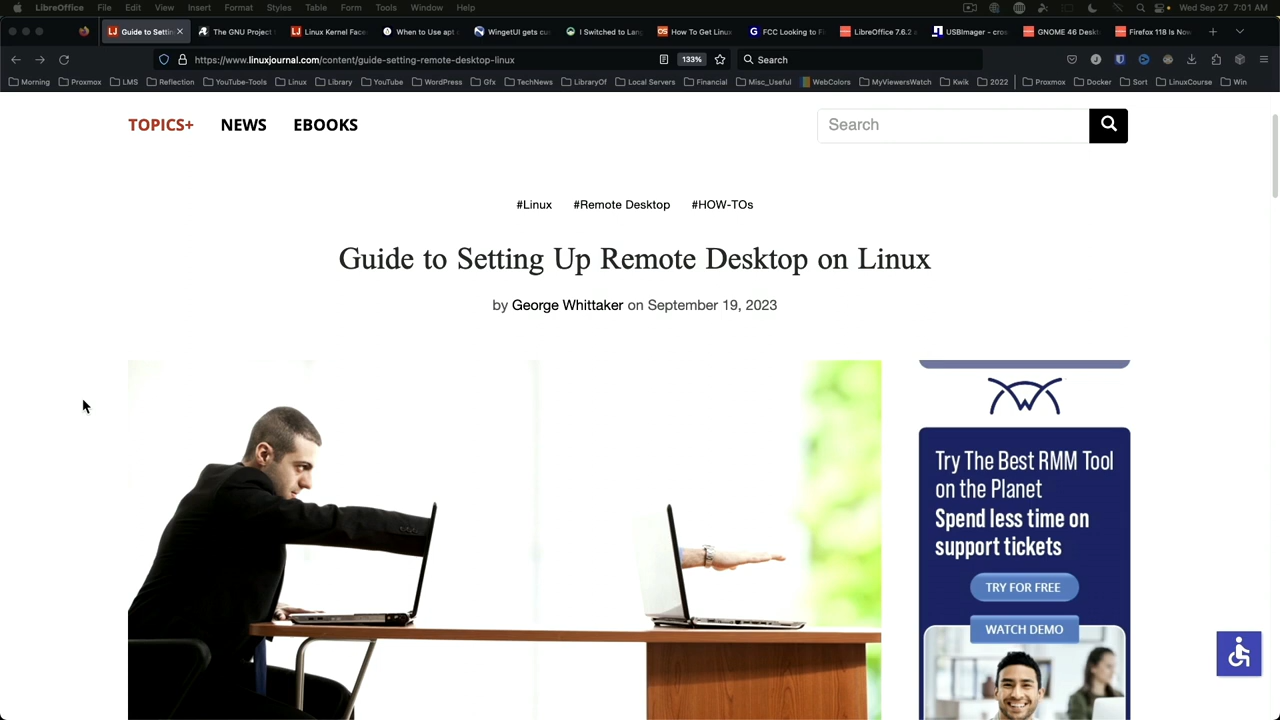 LibreOffice File Edit View Insert Format Styles Table Form Tools Window Help Wed Sep 27 7:01 AM
Guide to Settin The GNU Project Linux Kernel Face When to Use apt WingetUI gets cu I Switched to Lan How To Get Linux FCC Looking to Fi LibreOffice 7.6.2 USBImager - cros GNOME 46 Deskt Firefox 118 Is Now
https://www.linuxjournal.com/content/guide-setting-remote-desktop-linux 133% Search
Morning Proxmox LMS Reflection YouTube-Tools Linux Library YouTube WordPress Gfx TechNews LibraryOf Local Servers Financial Misc_Useful WebColors MyViewersWatch Kwik 2022 Proxmox Docker Sort LinuxCourse Win
TOPICS+ NEWS EBOOKS Search
#Linux #Remote Desktop #HOW-TOs
Guide to Setting Up Remote Desktop on Linux
by George Whittaker on September 19, 2023
Try The Best RMM Tool
on the Planet
Spend less time on
support tickets
TRY FOR FREE
WATCH DEMO